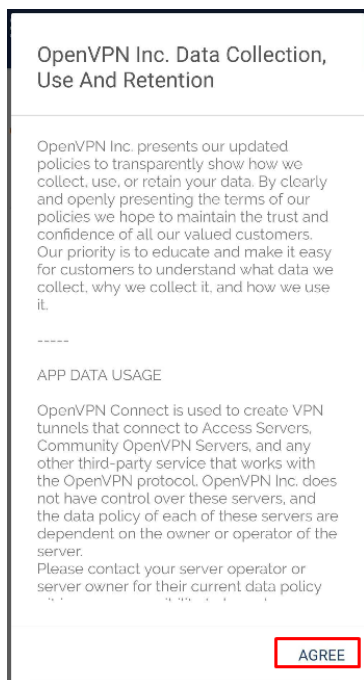 OpenVPN Inc. Data Collection,
Use And Retention
OpenVPN Inc. presents our updated
policies to transparently show how we
collect, use, or retain your data. By clearly
and openly presenting the terms of our
policies we hope to maintain the trust and
confidence of all our valued customers.
Our priority is to educate and make it easy
for customers to understand what data we
collect, why we collect it, and how we use
it.
-----
APP DATA USAGE
OpenVPN Connect is used to create VPN
tunnels that connect to Access Servers,
Community OpenVPN Servers, and any
other third-party service that works with
the OpenVPN protocol. OpenVPN Inc. does
not have control over these servers, and
the data policy of each of these servers are
dependent on the owner or operator of the
server.
Please contact your server operator or
server owner for their current data policy
AGREE